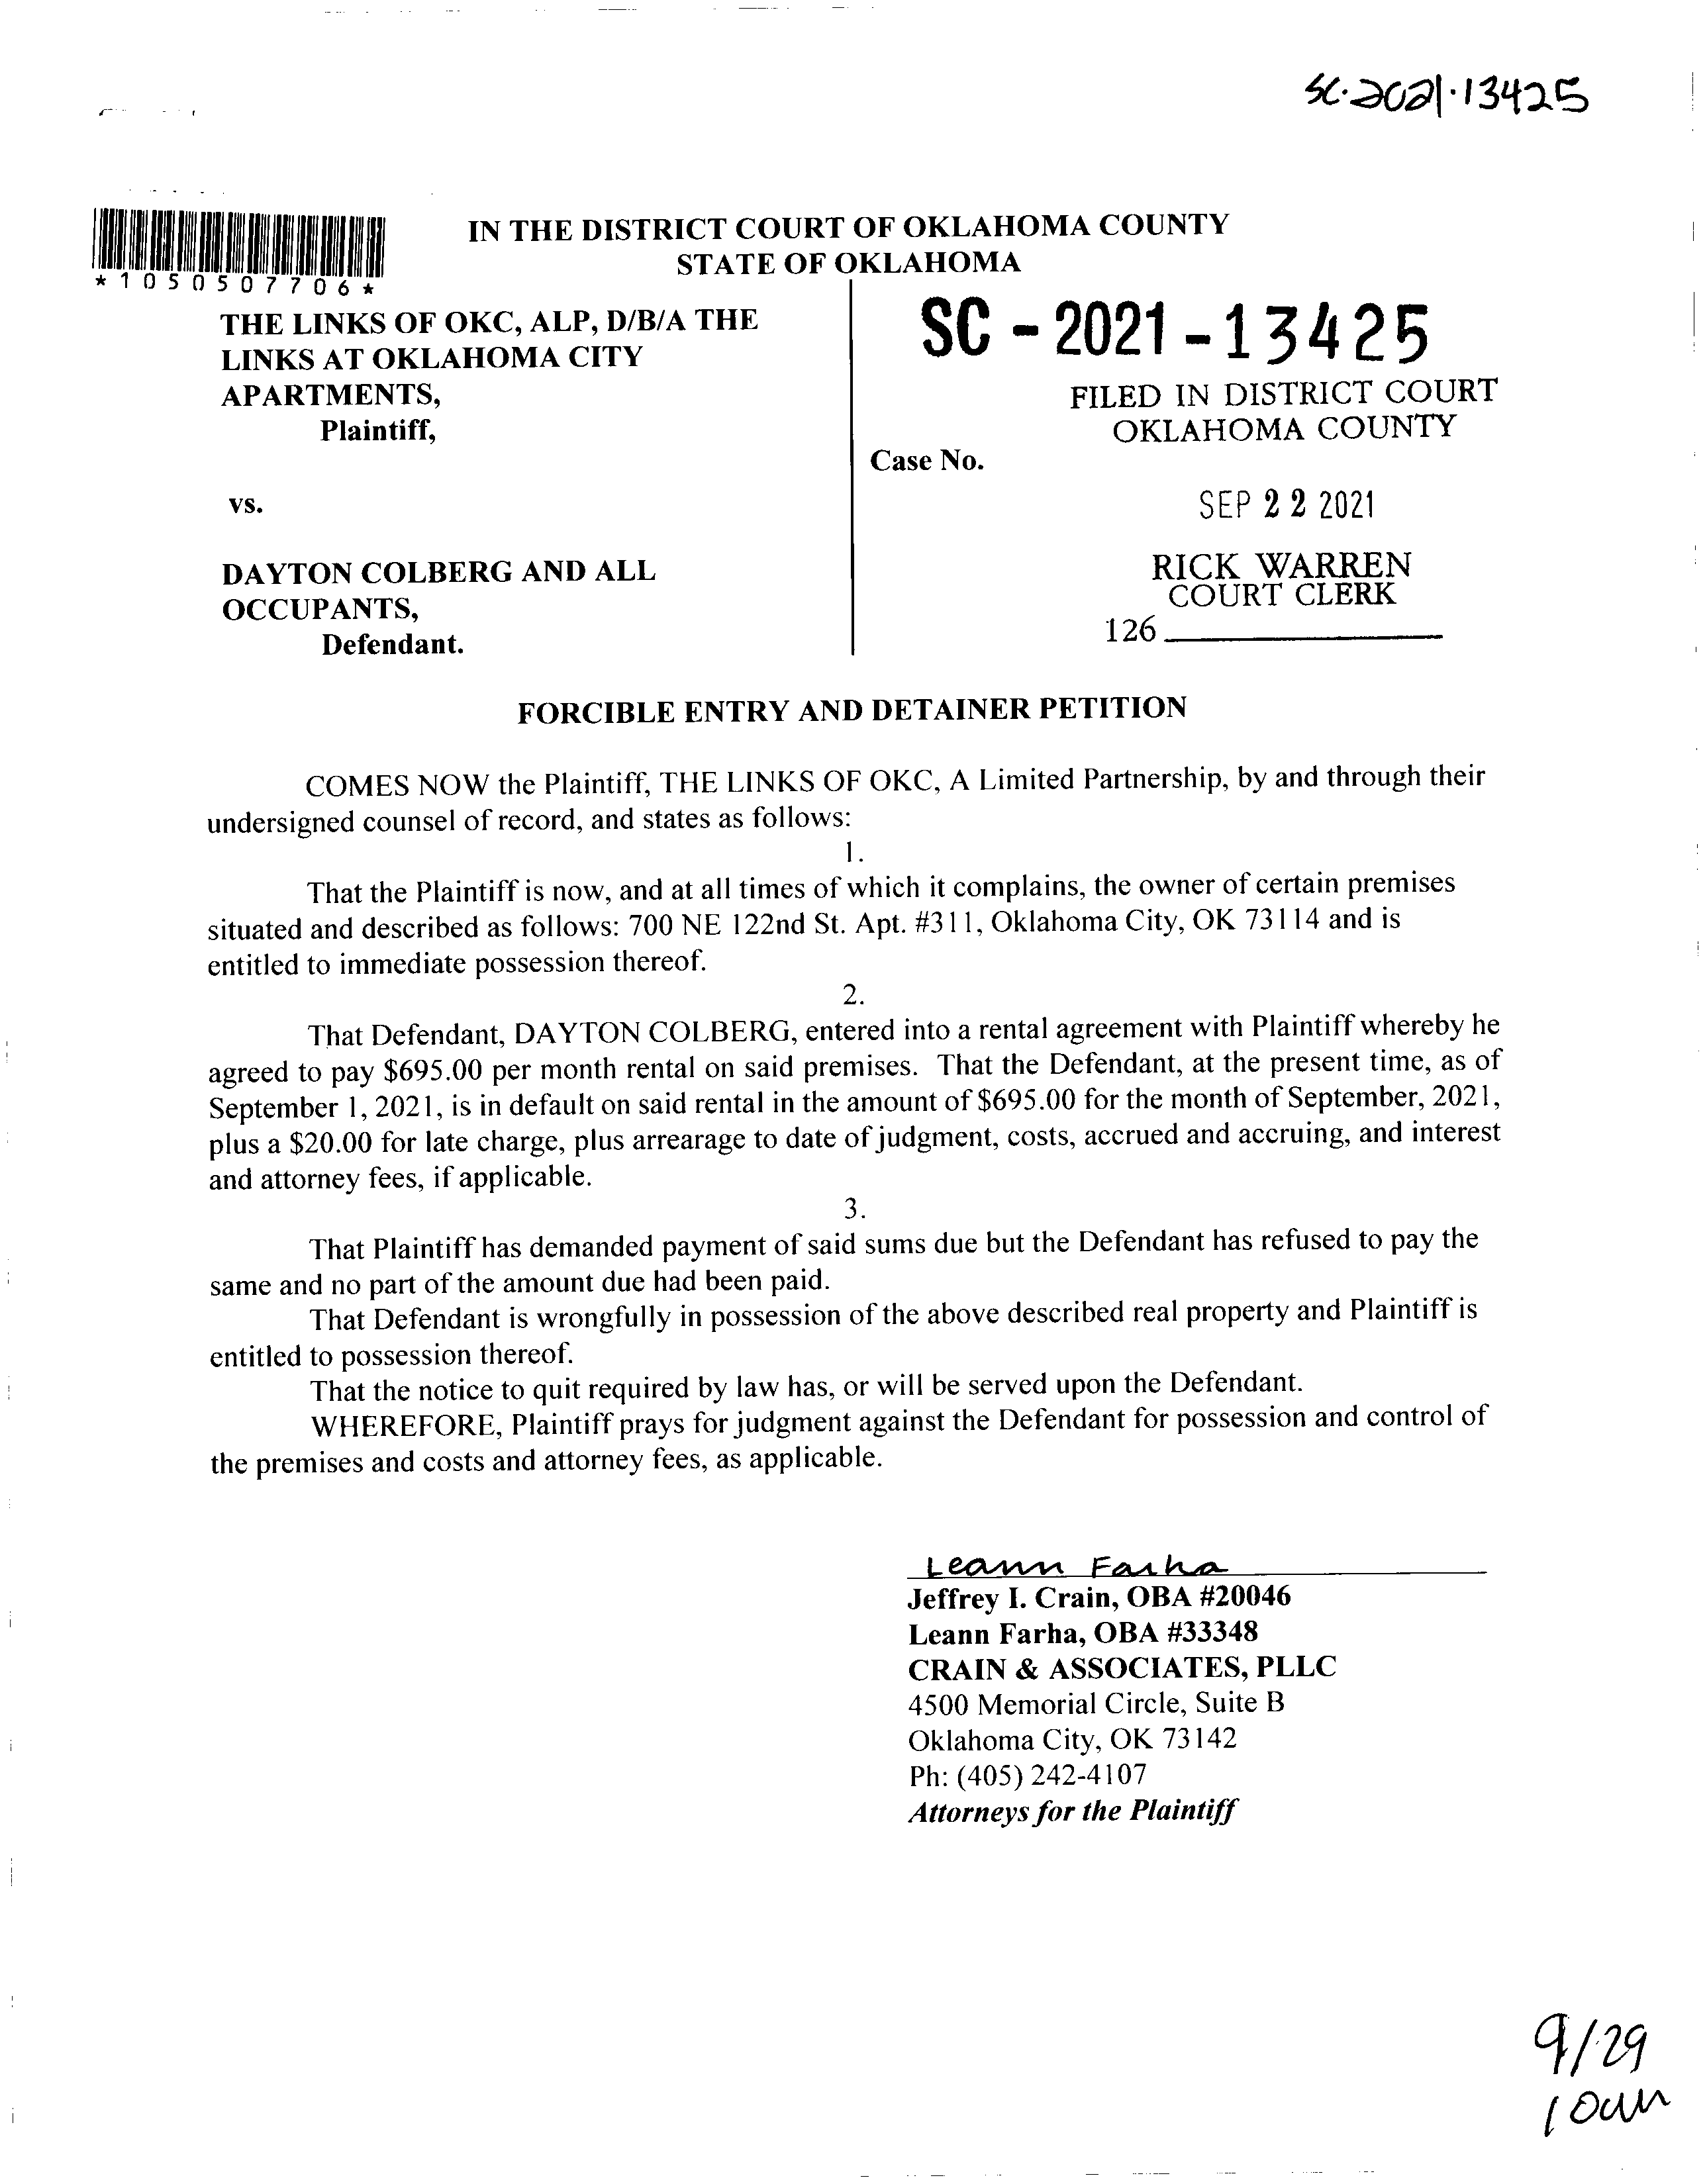 SC-2021-13425
IN THE DISTRICT COURT OF OKLAHOMA COUNTY
STATE OF OKLAHOMA
*1050507706*
THE LINKS OF OKC, ALP, D/B/A THE
LINKS AT OKLAHOMA CITY
APARTMENTS,
Plaintiff,
vs.
DAYTON COLBERG AND ALL
OCCUPANTS,
Defendant.
SC - 2021 - 13425
FILED IN DISTRICT COURT
OKLAHOMA COUNTY
Case No.
SEP 22 2021
RICK WARREN
COURT CLERK
126
FORCIBLE ENTRY AND DETAINER PETITION
COMES NOW the Plaintiff, THE LINKS OF OKC, A Limited Partnership, by and through their
undersigned counsel of record, and states as follows:
1.
That the Plaintiff is now, and at all times of which it complains, the owner of certain premises
situated and described as follows: 700 NE 122nd St. Apt. #311, Oklahoma City, OK 73114 and is
entitled to immediate possession thereof.
2.
That Defendant, DAYTON COLBERG, entered into a rental agreement with Plaintiff whereby he
agreed to pay $695.00 per month rental on said premises. That the Defendant, at the present time, as of
September 1, 2021, is in default on said rental in the amount of $695.00 for the month of September, 2021,
plus a $20.00 for late charge, plus arrearage to date of judgment, costs, accrued and accruing, and interest
and attorney fees, if applicable.
3.
That Plaintiff has demanded payment of said sums due but the Defendant has refused to pay the
same and no part of the amount due had been paid.
That Defendant is wrongfully in possession of the above described real property and Plaintiff is
entitled to possession thereof.
That the notice to quit required by law has, or will be served upon the Defendant.
WHEREFORE, Plaintiff prays for judgment against the Defendant for possession and control of
the premises and costs and attorney fees, as applicable.
Leann Farha
Jeffrey I. Crain, OBA #20046
Leann Farha, OBA #33348
CRAIN & ASSOCIATES, PLLC
4500 Memorial Circle, Suite B
Oklahoma City, OK 73142
Ph: (405) 242-4107
Attorneys for the Plaintiff
9/29
10am